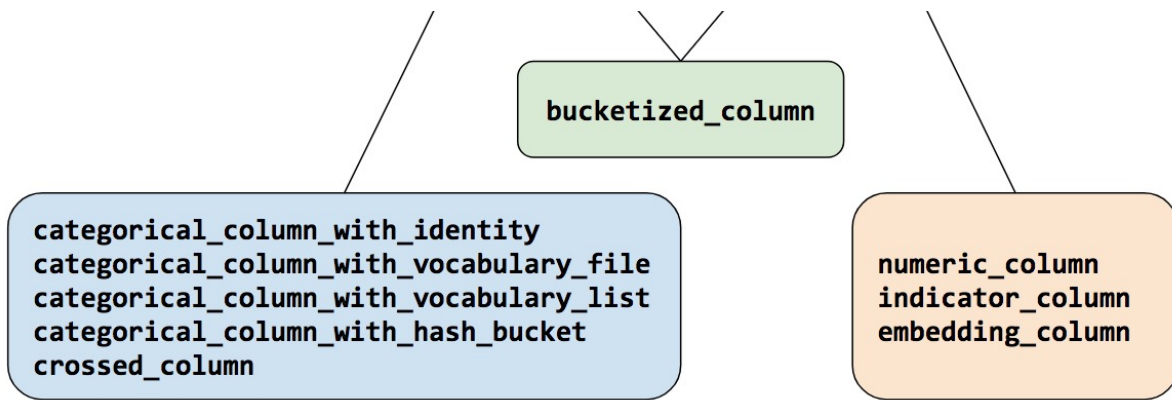 bucketized_column
categorical_column_with_identity
categorical_column_with_vocabulary_file
categorical_column_with_vocabulary_list
categorical_column_with_hash_bucket
crossed_column
numeric_column
indicator_column
embedding_column